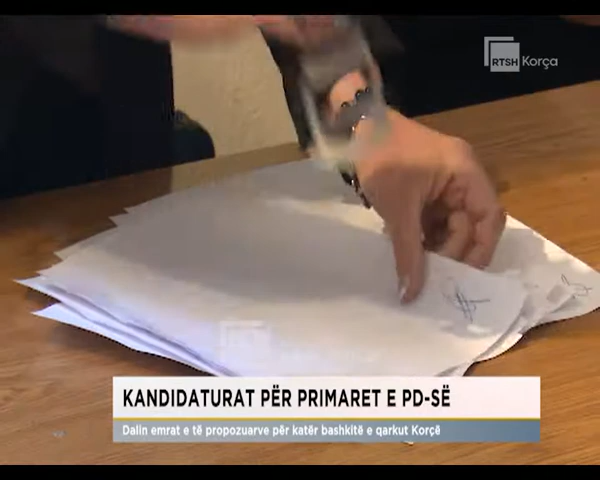 RTSH Korça
KANDIDATURAT PËR PRIMARET E PD-SË
Dalin emrat e të propozuarve për katër bashkitë e qarkut Korçë